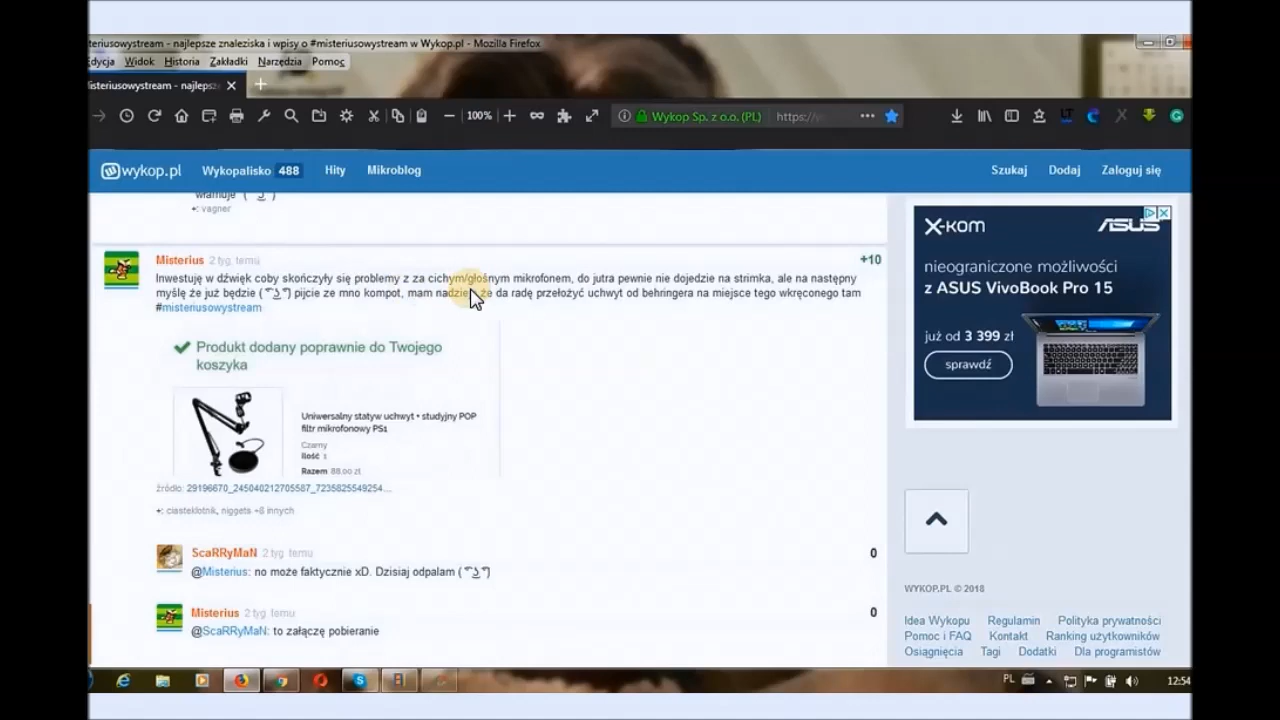 teriusowystream - najlepsze znaleziska i wpisy o #misteriusowystream w Wykop.pl - Mozilla Firefox
dycja Widok Historia Zakładki Narzędzia Pomoc
isteriusowystream - najlepsz
100% Wykop Sp. z o.o. (PL) https://
wykop.pl Wykopalisko 488 Hity Mikroblog Szukaj Dodaj Zaloguj się
+: vagner
Misterius 2 tyg. temu +10
Inwestuję w dźwięk coby skończyły się problemy z za cichym/głośnym mikrofonem, do jutra pewnie nie dojedzie na strimka, ale na następny
myślę że już będzie ( ͡° ͜ʖ ͡°) pijcie ze mno kompot, mam nadzieję że da radę przełożyć uchwyt od behringera na miejsce tego wkręconego tam
#misteriusowystream
Produkt dodany poprawnie do Twojego
koszyka
Uniwersalny statyw uchwyt • studyjny POP
filtr mikrofonowy PS1
Czarny
Ilość 1
Razem 88,00 zł
źródło: 29196670_245040212705587_7235825549254...
+: ciasteklotnik, niggets +8 innych
ScaRRyMaN 2 tyg. temu 0
@Misterius: no może faktycznie xD. Dzisiaj odpalam ( ͡° ͜ʖ ͡°)
Misterius 2 tyg. temu 0
@ScaRRyMaN: to załączę pobieranie
x-kom ASUS
nieograniczone możliwości
z ASUS VivoBook Pro 15
już od 3 399 zł
sprawdź
WYKOP.PL © 2018
Idea Wykopu Regulamin Polityka prywatności
Pomoc i FAQ Kontakt Ranking użytkowników
Osiągnięcia Tagi Dodatki Dla programistów
PL 12:54